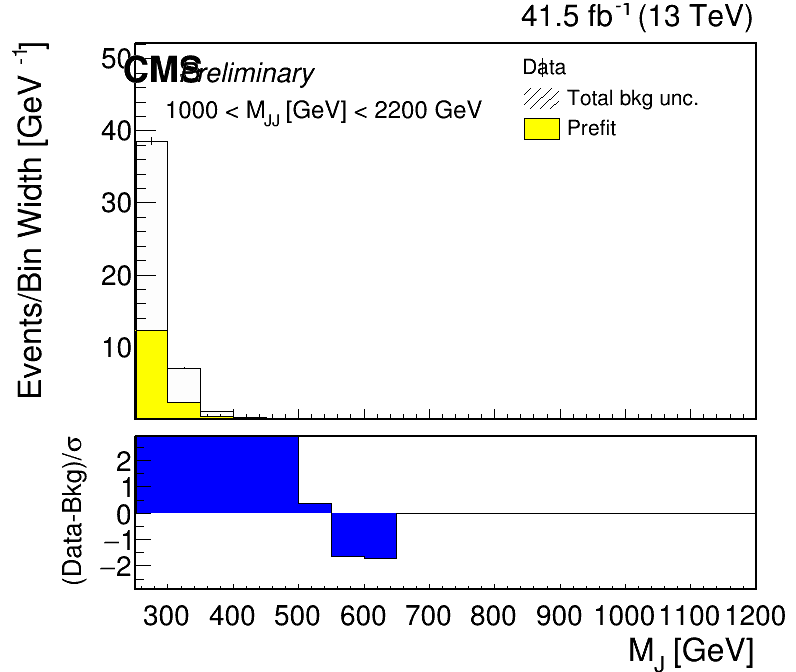 41.5 fb-1 (13 TeV)
CMS Preliminary
1000 < MJJ [GeV] < 2200 GeV
Data
Total bkg unc.
Prefit
Events/Bin Width [GeV-1]
50
40
30
20
10
(Data-Bkg)/σ
2
1
0
−1
−2
300 400 500 600 700 800 900 1000 1100 1200
MJ [GeV]